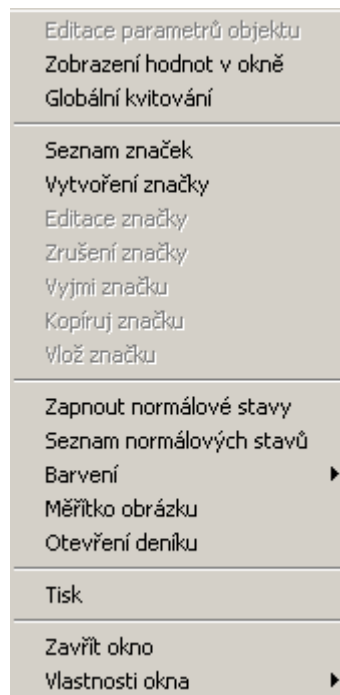 Editace parametrů objektu
Zobrazení hodnot v okně
Globální kvitování
Seznam značek
Vytvoření značky
Editace značky
Zrušení značky
Vyjmi značku
Kopíruj značku
Vlož značku
Zapnout normálové stavy
Seznam normálových stavů
Barvení
Měřítko obrázku
Otevření deníku
Tisk
Zavřít okno
Vlastnosti okna